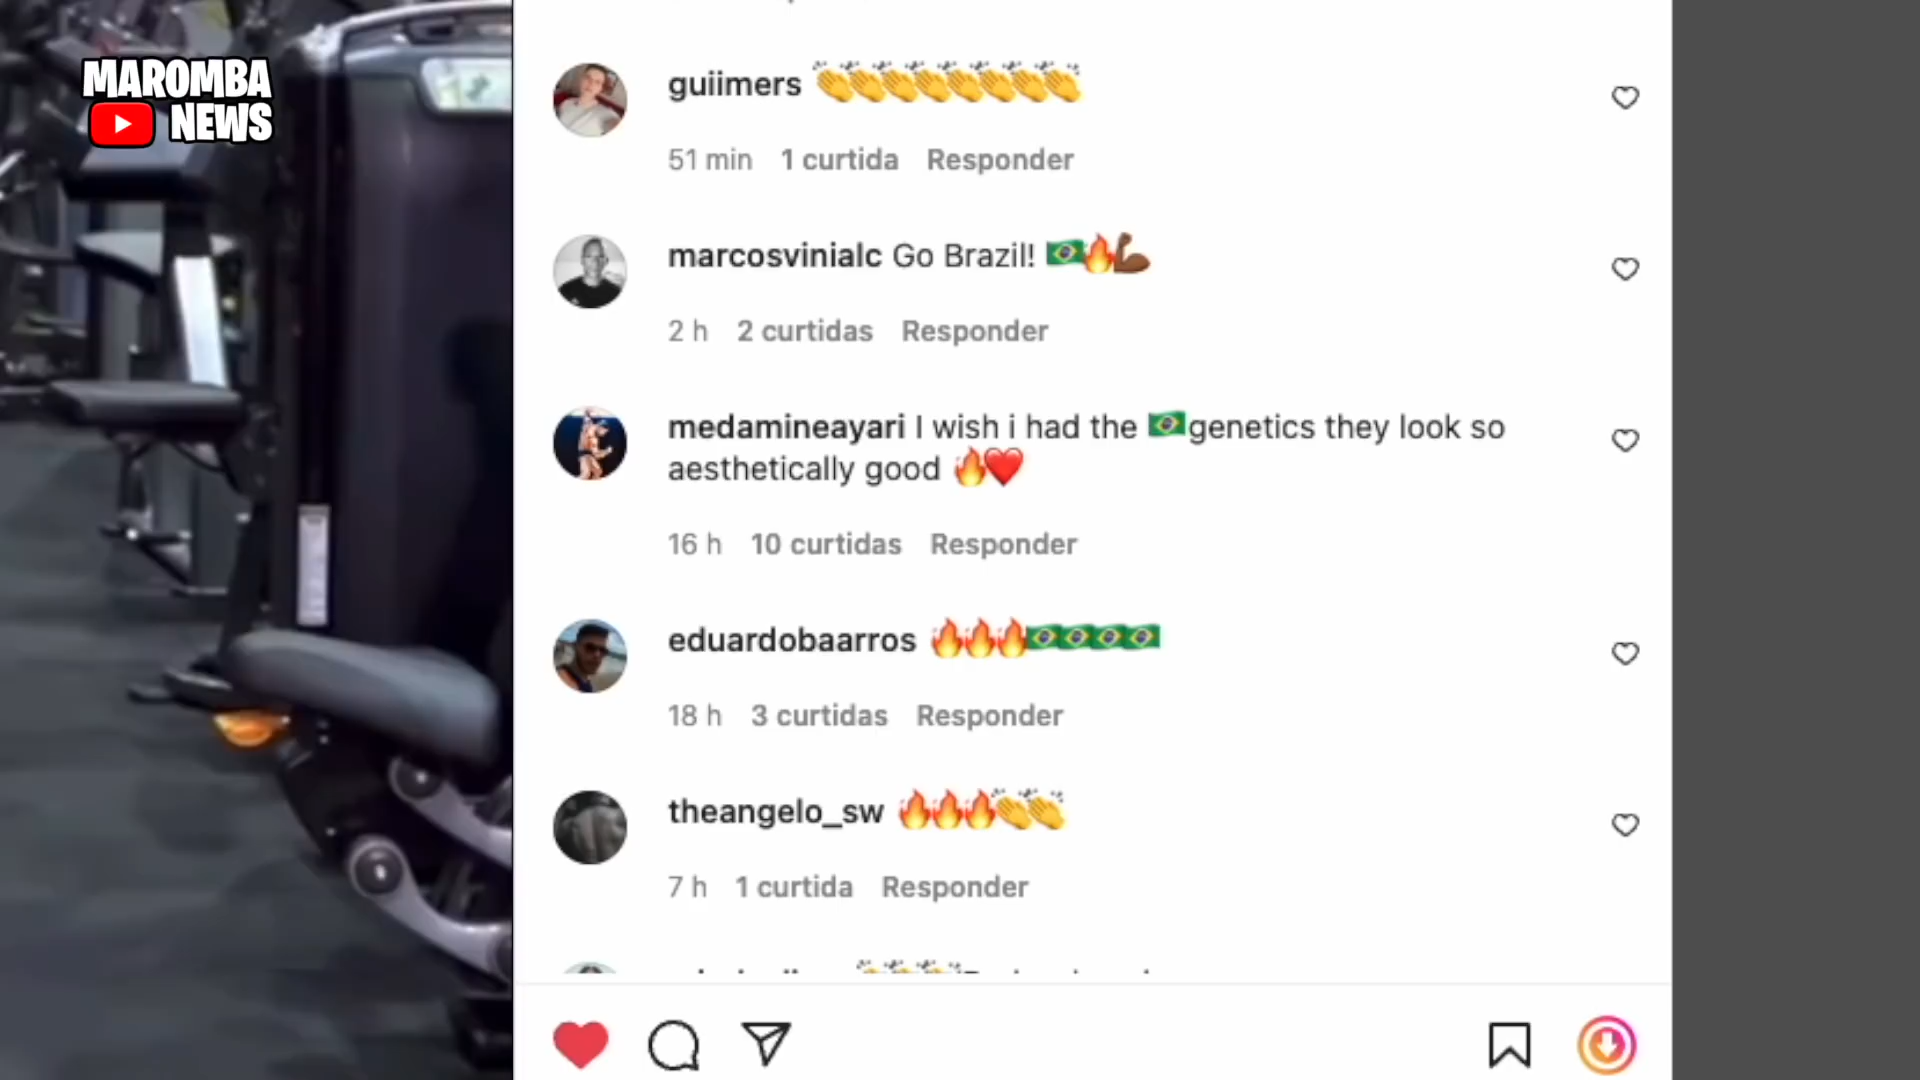 MAROMBA
NEWS
guiimers 👏👏👏👏👏👏👏👏
51 min 1 curtida Responder
marcosvinialc Go Brazil! 🇧🇷🔥💪🏾
2 h 2 curtidas Responder
medamineayari I wish i had the 🇧🇷genetics they look so
aesthetically good 🔥❤️
16 h 10 curtidas Responder
eduardobaarros 🔥🔥🔥🇧🇷🇧🇷🇧🇷🇧🇷
18 h 3 curtidas Responder
theangelo_sw 🔥🔥🔥👏👏
7 h 1 curtida Responder